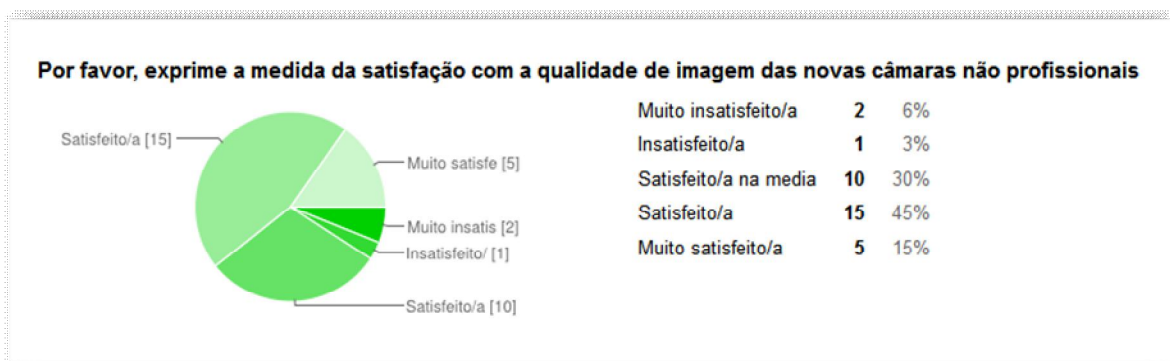 Por favor, exprime a medida da satisfação com a qualidade de imagem das novas câmaras não profissionais
Satisfeito/a [15]
Muito satisfe [5]
Muito insatis [2]
Insatisfeito/ [1]
Satisfeito/a [10]
Muito insatisfeito/a 2 6%
Insatisfeito/a 1 3%
Satisfeito/a na media 10 30%
Satisfeito/a 15 45%
Muito satisfeito/a 5 15%